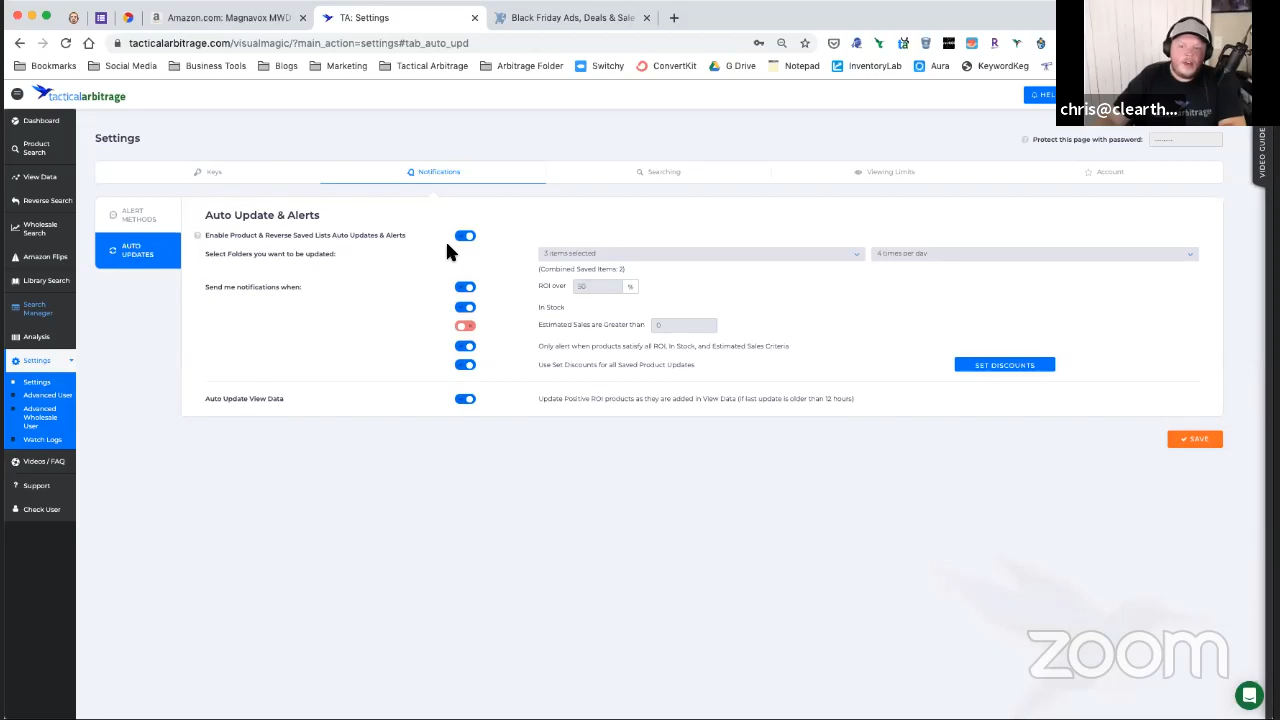 Amazon.com: Magnavox MWD
TA: Settings
Black Friday Ads, Deals & Sale
tacticalarbitrage.com/visualmagic/?main_action=settings#tab_auto_upd
Bookmarks
Social Media
Business Tools
Blogs
Marketing
Tactical Arbitrage
Arbitrage Folder
Switchy
ConvertKit
G Drive
Notepad
InventoryLab
Aura
KeywordKeg
tacticalarbitrage
HEL
chris@clearth...
Settings
Protect this page with password:
VIDEO GUIDE
Keys
Notifications
Searching
Viewing Limits
Account
Dashboard
Product
Search
View Data
Reverse Search
Wholesale
Search
Amazon Flips
Library Search
Search
Manager
Analysis
Settings
Settings
Advanced User
Advanced
Wholesale
User
Watch Logs
Videos / FAQ
Support
Check User
ALERT
METHODS
AUTO
UPDATES
Auto Update & Alerts
Enable Product & Reverse Saved Lists Auto Updates & Alerts
Select Folders you want to be updated:
3 items selected
4 times per day
(Combined Saved Items: 2)
Send me notifications when:
ROI over
50
%
In Stock
Estimated Sales are Greater than
0
Only alert when products satisfy all ROI, In Stock, and Estimated Sales Criteria
Use Set Discounts for all Saved Product Updates
SET DISCOUNTS
Auto Update View Data
Update Positive ROI products as they are added in View Data (if last update is older than 12 hours)
SAVE
zoom